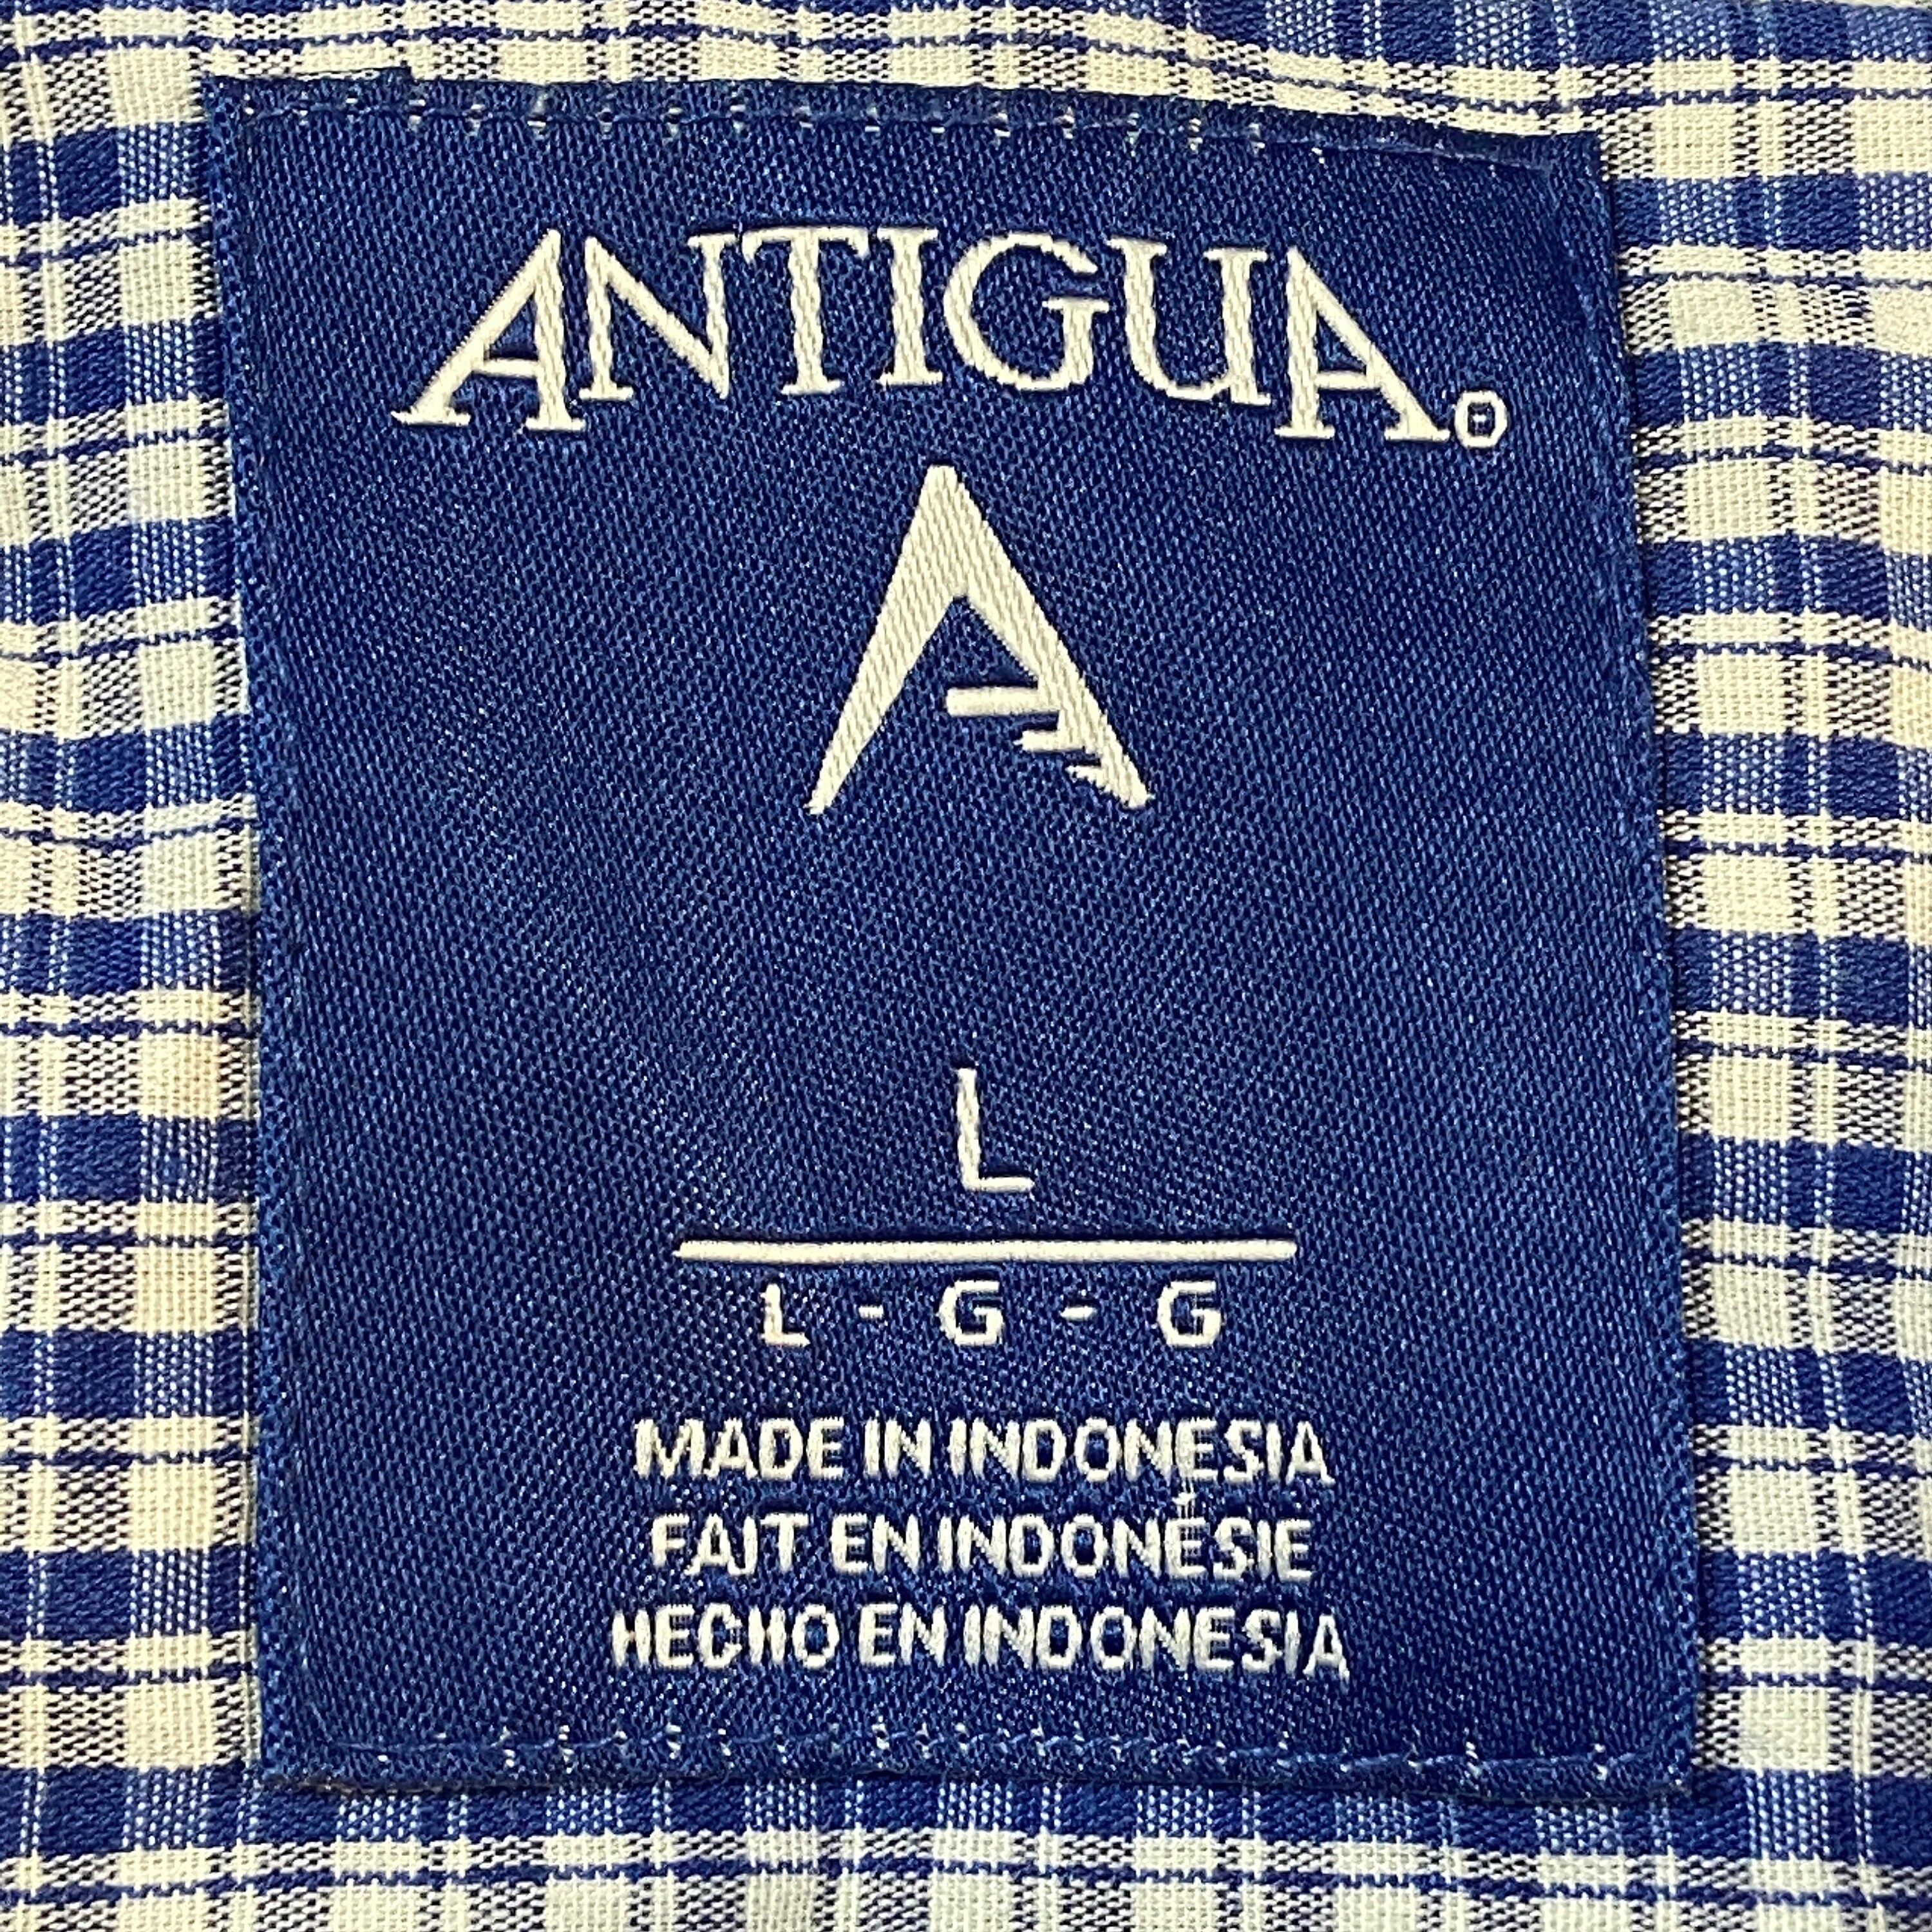 ANTIGUA
A
L
L - G - G
MADE IN INDONESIA
FAIT EN INDONÉSIE
HECHO EN INDONESIA